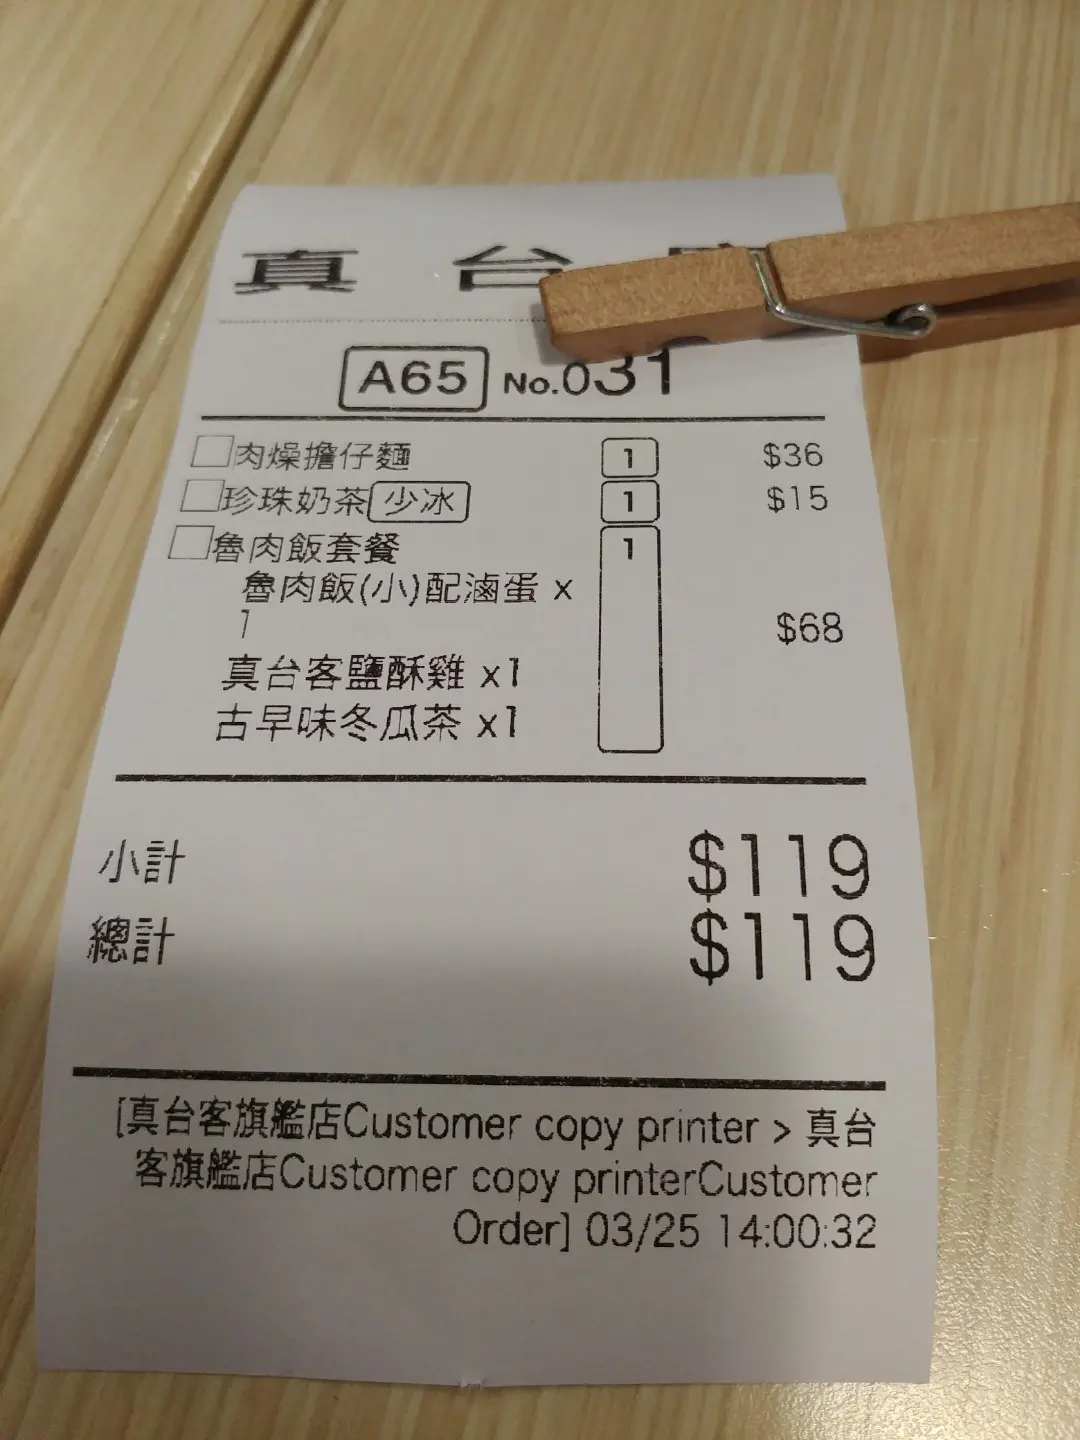 真台
A65 No.031
肉燥擔仔麵 1 $36
珍珠奶茶 少冰 1 $15
魯肉飯套餐 1
魯肉飯(小)配滷蛋 x
1 $68
真台客鹽酥雞 x1
古早味冬瓜茶 x1
小計 $119
總計 $119
[真台客旗艦店Customer copy printer > 真台
客旗艦店Customer copy printerCustomer
Order] 03/25 14:00:32